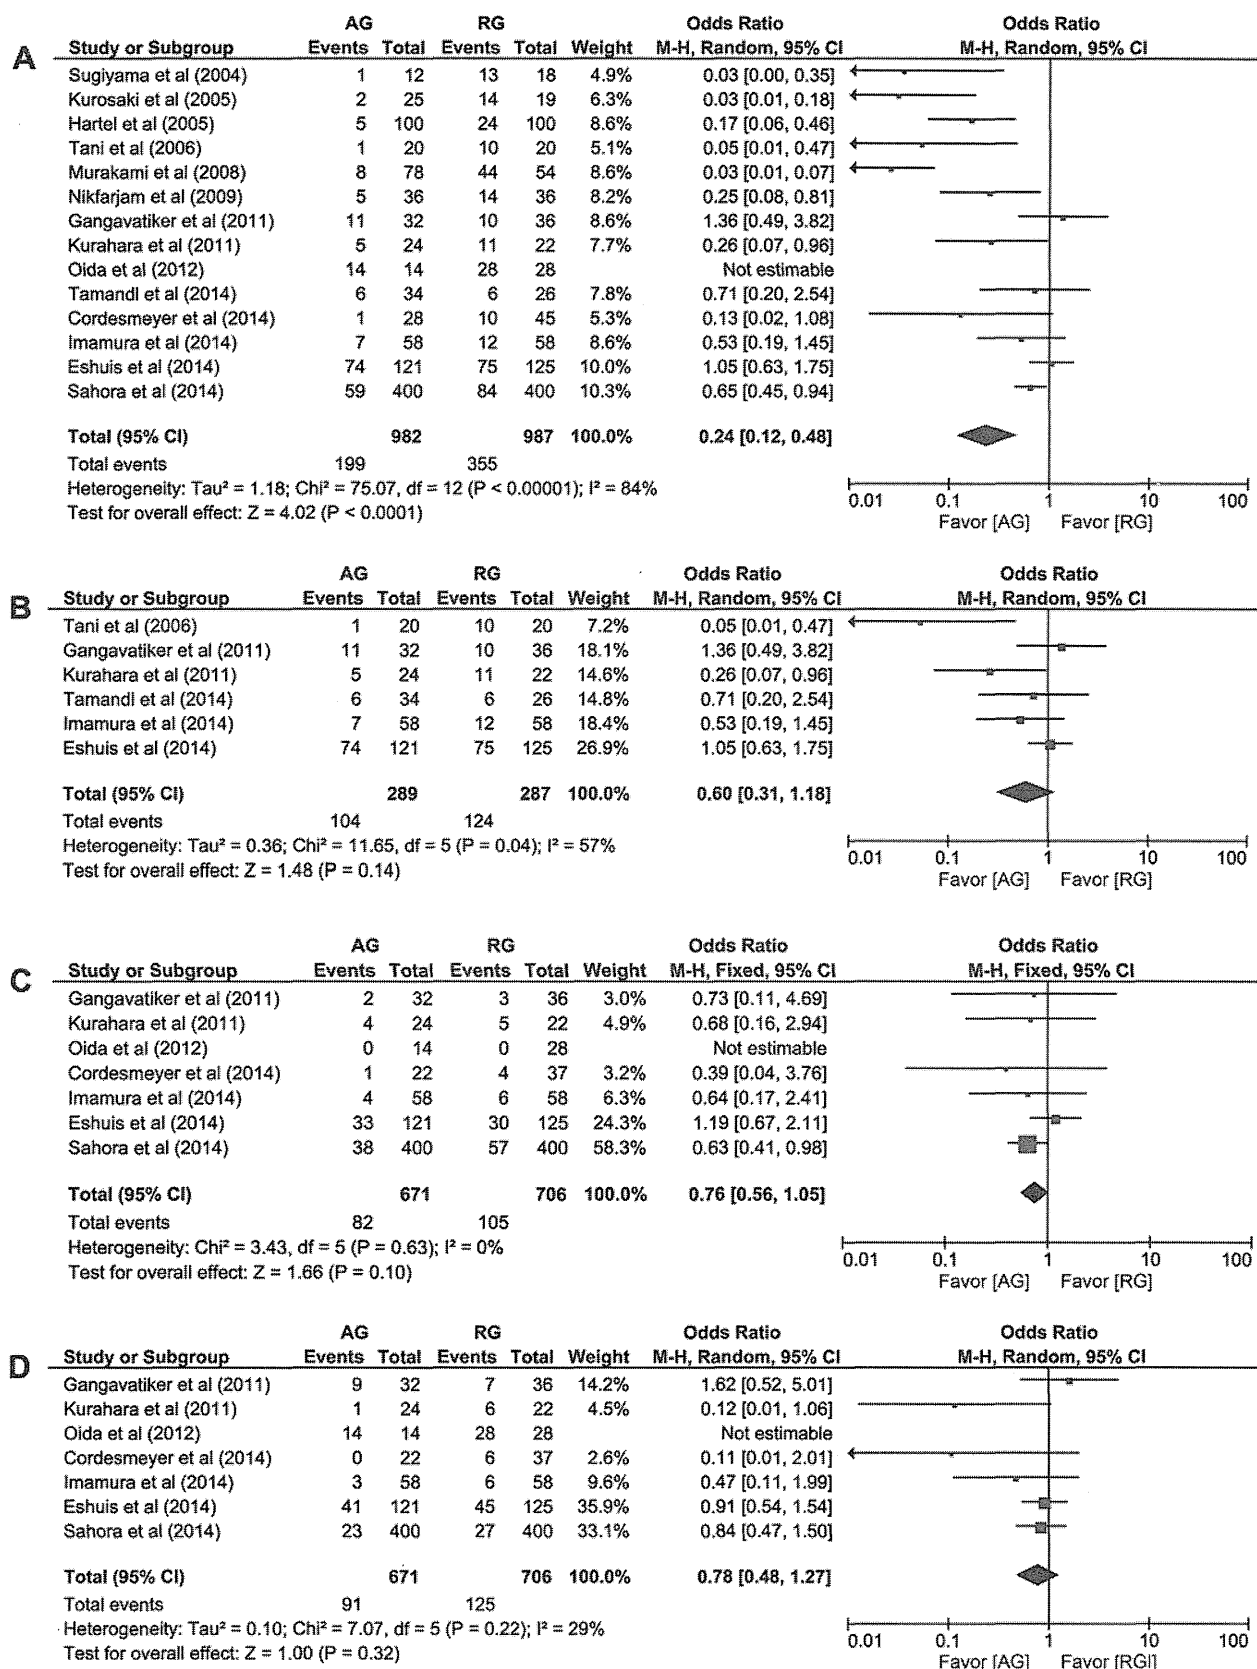 A
AG RG Odds Ratio Odds Ratio
Study or Subgroup Events Total Events Total Weight M-H, Random, 95% CI M-H, Random, 95% CI
Sugiyama et al (2004) 1 12 13 18 4.9% 0.03 [0.00, 0.35]
Kurosaki et al (2005) 2 25 14 19 6.3% 0.03 [0.01, 0.18]
Hartel et al (2005) 5 100 24 100 8.6% 0.17 [0.06, 0.46]
Tani et al (2006) 1 20 10 20 5.1% 0.05 [0.01, 0.47]
Murakami et al (2008) 8 78 44 54 8.6% 0.03 [0.01, 0.07]
Nikfarjam et al (2009) 5 36 14 36 8.2% 0.25 [0.08, 0.81]
Gangavatiker et al (2011) 11 32 10 36 8.6% 1.36 [0.49, 3.82]
Kurahara et al (2011) 5 24 11 22 7.7% 0.26 [0.07, 0.96]
Oida et al (2012) 14 14 28 28 Not estimable
Tamandl et al (2014) 6 34 6 26 7.8% 0.71 [0.20, 2.54]
Cordesmeyer et al (2014) 1 28 10 45 5.3% 0.13 [0.02, 1.08]
Imamura et al (2014) 7 58 12 58 8.6% 0.53 [0.19, 1.45]
Eshuis et al (2014) 74 121 75 125 10.0% 1.05 [0.63, 1.75]
Sahora et al (2014) 59 400 84 400 10.3% 0.65 [0.45, 0.94]
Total (95% CI) 982 987 100.0% 0.24 [0.12, 0.48]
Total events 199 355
Heterogeneity: Tau² = 1.18; Chi² = 75.07, df = 12 (P < 0.00001); I² = 84%
Test for overall effect: Z = 4.02 (P < 0.0001)
0.01 0.1 1 10 100
Favor [AG] Favor [RG]
B
AG RG Odds Ratio Odds Ratio
Study or Subgroup Events Total Events Total Weight M-H, Random, 95% CI M-H, Random, 95% CI
Tani et al (2006) 1 20 10 20 7.2% 0.05 [0.01, 0.47]
Gangavatiker et al (2011) 11 32 10 36 18.1% 1.36 [0.49, 3.82]
Kurahara et al (2011) 5 24 11 22 14.6% 0.26 [0.07, 0.96]
Tamandl et al (2014) 6 34 6 26 14.8% 0.71 [0.20, 2.54]
Imamura et al (2014) 7 58 12 58 18.4% 0.53 [0.19, 1.45]
Eshuis et al (2014) 74 121 75 125 26.9% 1.05 [0.63, 1.75]
Total (95% CI) 289 287 100.0% 0.60 [0.31, 1.18]
Total events 104 124
Heterogeneity: Tau² = 0.36; Chi² = 11.65, df = 5 (P = 0.04); I² = 57%
Test for overall effect: Z = 1.48 (P = 0.14)
0.01 0.1 1 10 100
Favor [AG] Favor [RG]
C
AG RG Odds Ratio Odds Ratio
Study or Subgroup Events Total Events Total Weight M-H, Fixed, 95% CI M-H, Fixed, 95% CI
Gangavatiker et al (2011) 2 32 3 36 3.0% 0.73 [0.11, 4.69]
Kurahara et al (2011) 4 24 5 22 4.9% 0.68 [0.16, 2.94]
Oida et al (2012) 0 14 0 28 Not estimable
Cordesmeyer et al (2014) 1 22 4 37 3.2% 0.39 [0.04, 3.76]
Imamura et al (2014) 4 58 6 58 6.3% 0.64 [0.17, 2.41]
Eshuis et al (2014) 33 121 30 125 24.3% 1.19 [0.67, 2.11]
Sahora et al (2014) 38 400 57 400 58.3% 0.63 [0.41, 0.98]
Total (95% CI) 671 706 100.0% 0.76 [0.56, 1.05]
Total events 82 105
Heterogeneity: Chi² = 3.43, df = 5 (P = 0.63); I² = 0%
Test for overall effect: Z = 1.66 (P = 0.10)
0.01 0.1 1 10 100
Favor [AG] Favor [RG]
D
AG RG Odds Ratio Odds Ratio
Study or Subgroup Events Total Events Total Weight M-H, Random, 95% CI M-H, Random, 95% CI
Gangavatiker et al (2011) 9 32 7 36 14.2% 1.62 [0.52, 5.01]
Kurahara et al (2011) 1 24 6 22 4.5% 0.12 [0.01, 1.06]
Oida et al (2012) 14 14 28 28 Not estimable
Cordesmeyer et al (2014) 0 22 6 37 2.6% 0.11 [0.01, 2.01]
Imamura et al (2014) 3 58 6 58 9.6% 0.47 [0.11, 1.99]
Eshuis et al (2014) 41 121 45 125 35.9% 0.91 [0.54, 1.54]
Sahora et al (2014) 23 400 27 400 33.1% 0.84 [0.47, 1.50]
Total (95% CI) 671 706 100.0% 0.78 [0.48, 1.27]
Total events 91 125
Heterogeneity: Tau² = 0.10; Chi² = 7.07, df = 5 (P = 0.22); I² = 29%
Test for overall effect: Z = 1.00 (P = 0.32)
0.01 0.1 1 10 100
Favor [AG] Favor [RGI]